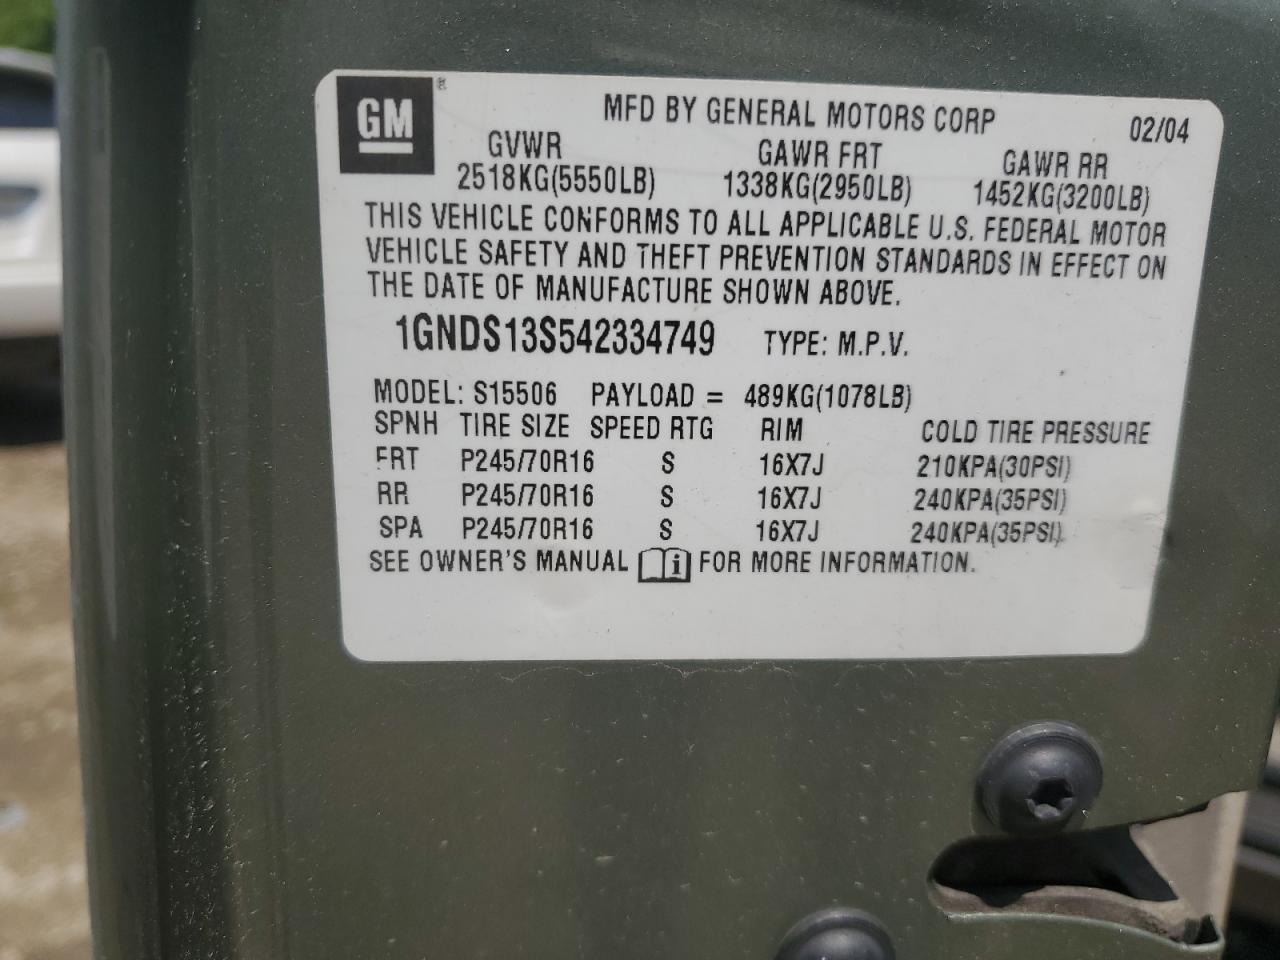 GM ® MFD BY GENERAL MOTORS CORP 02/04
GVWR GAWR FRT GAWR RR
2518KG(5550LB) 1338KG(2950LB) 1452KG(3200LB)
THIS VEHICLE CONFORMS TO ALL APPLICABLE U.S. FEDERAL MOTOR
VEHICLE SAFETY AND THEFT PREVENTION STANDARDS IN EFFECT ON
THE DATE OF MANUFACTURE SHOWN ABOVE.
1GNDS13S542334749 TYPE: M.P.V.
MODEL: S15506 PAYLOAD = 489KG(1078LB)
SPNH TIRE SIZE SPEED RTG RIM COLD TIRE PRESSURE
FRT P245/70R16 S 16X7J 210KPA(30PSI)
RR P245/70R16 S 16X7J 240KPA(35PSI)
SPA P245/70R16 S 16X7J 240KPA(35PSI)
SEE OWNER'S MANUAL i FOR MORE INFORMATION.